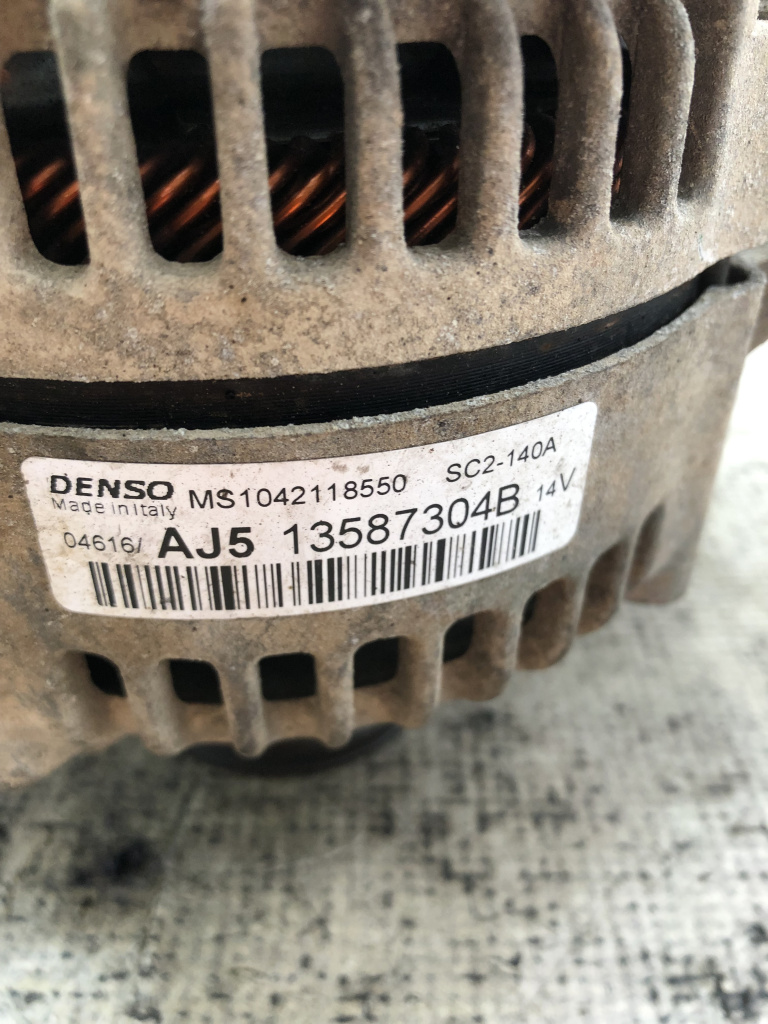 DENSO MS1042118550 SC2-140A
Made in Italy
04616/ AJ5 13587304B 14V